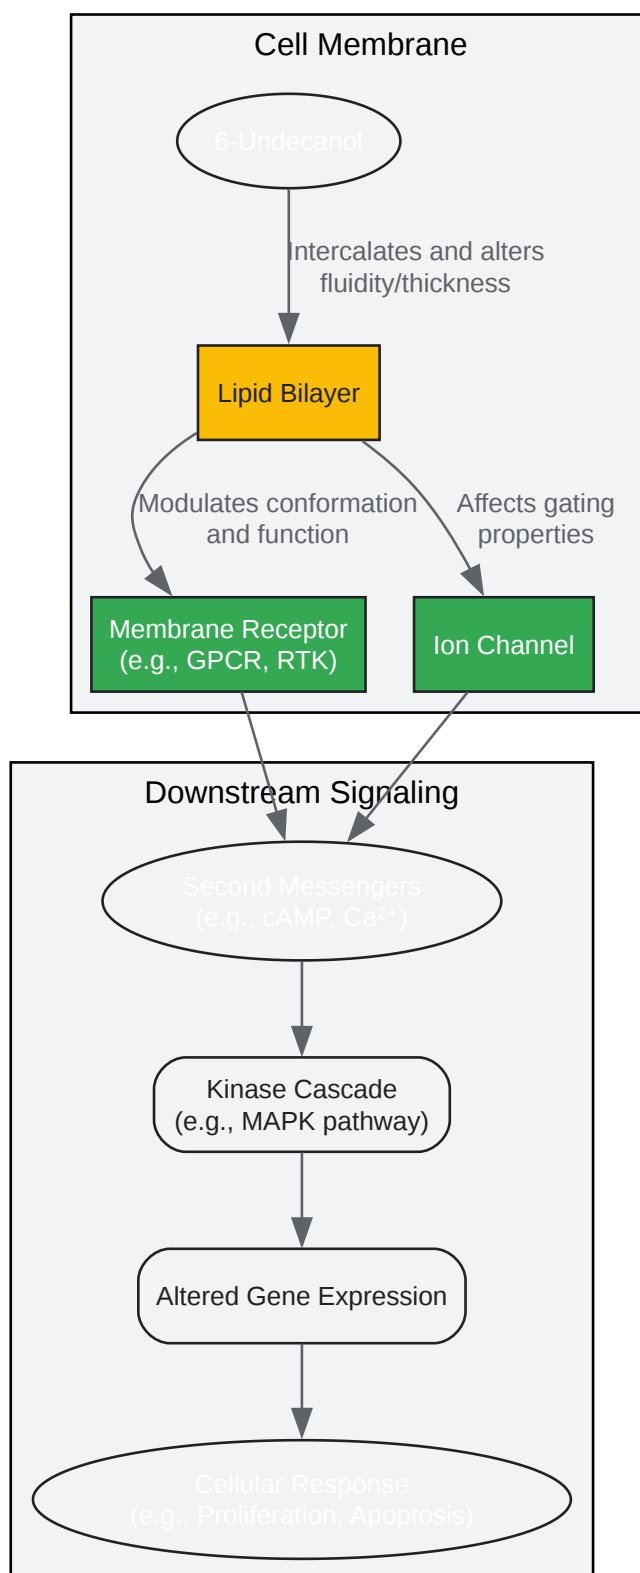 Cell Membrane
6-Undecanol
Intercalates and alters
fluidity/thickness
Lipid Bilayer
Modulates conformation
and function
Affects gating
properties
Membrane Receptor
(e.g., GPCR, RTK)
Ion Channel
Downstream Signaling
Second Messengers
(e.g., cAMP, Ca²⁺)
Kinase Cascade
(e.g., MAPK pathway)
Altered Gene Expression
Cellular Response
(e.g., Proliferation, Apoptosis)